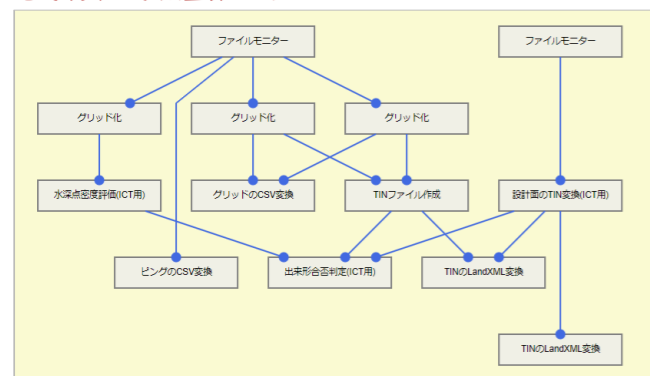 ファイルモニター
ファイルモニター
グリッド化
グリッド化
グリッド化
水深点密度評価(ICT用)
グリッドのCSV変換
TINファイル作成
設計面のTIN変換(ICT用)
ピングのCSV変換
出来形合否判定(ICT用)
TINのLandXML変換
TINのLandXML変換